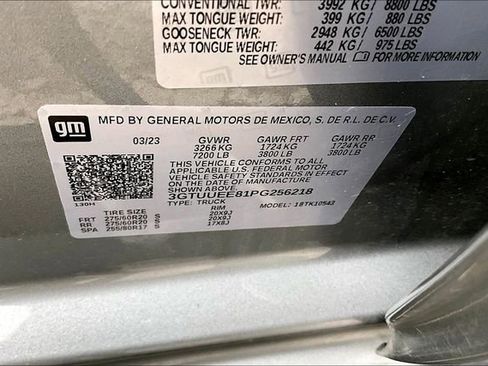 CONVENTIONAL TWR: 3992 KG / 8800 LBS
MAX TONGUE WEIGHT: 399 KG / 880 LBS
GOOSENECK TWR: 2948 KG / 6500 LBS
MAX TONGUE WEIGHT: 442 KG / 975 LBS
SEE OWNER'S MANUAL FOR MORE INFORMATION
gm
MFD BY GENERAL MOTORS DE MEXICO, S. DE R.L. DE C.V.
03/23 GVWR GAWR FRT GAWR RR
3266 KG 1724 KG 1724 KG
7200 LB 3800 LB 3800 LB
THIS VEHICLE CONFORMS TO ALL
APPLICABLE U.S. FEDERAL MOTOR
VEHICLE SAFETY STANDARDS IN EFFECT
ON THE DATE OF MANUFACTURE SHOWN ABOVE.
3GTUUEE81PG256218
130H TYPE: TRUCK 18TK10543
TIRE SIZE RIM
FRT 275/60R20 S 20X9J
RR 275/60R20 S 20X9J
SPA 255/80R17 S 17X8J